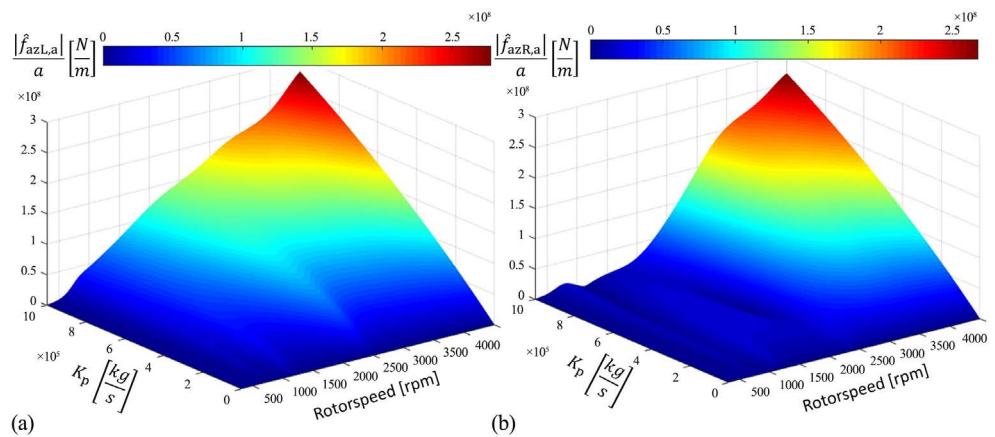 |f̂azL,a| / a [N/m]
0 0.5 1 1.5 2 2.5 ×10⁸
×10⁸
3
2.5
2
1.5
1
0.5
0
10
8
6
4
2
0
×10⁵
Kp [kg/s]
500 1000 1500 2000 2500 3000 3500 4000
Rotorspeed [rpm]
(a)
|f̂azR,a| / a [N/m]
0 0.5 1 1.5 2 2.5 ×10⁸
×10⁸
3
2.5
2
1.5
1
0.5
0
10
8
6
4
2
0
×10⁵
Kp [kg/s]
500 1000 1500 2000 2500 3000 3500 4000
Rotorspeed [rpm]
(b)